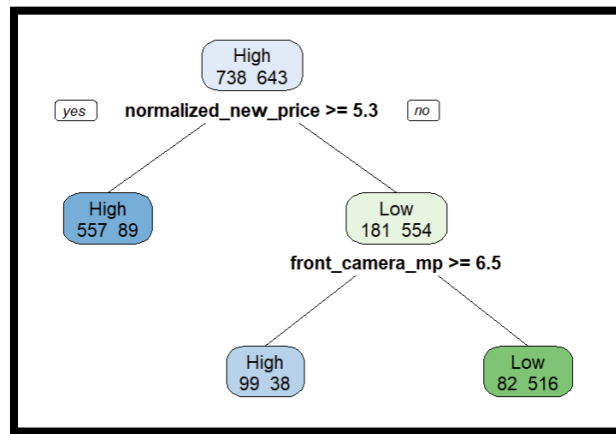 High
738 643
yes normalized_new_price >= 5.3 no
High
557 89
Low
181 554
front_camera_mp >= 6.5
High
99 38
Low
82 516